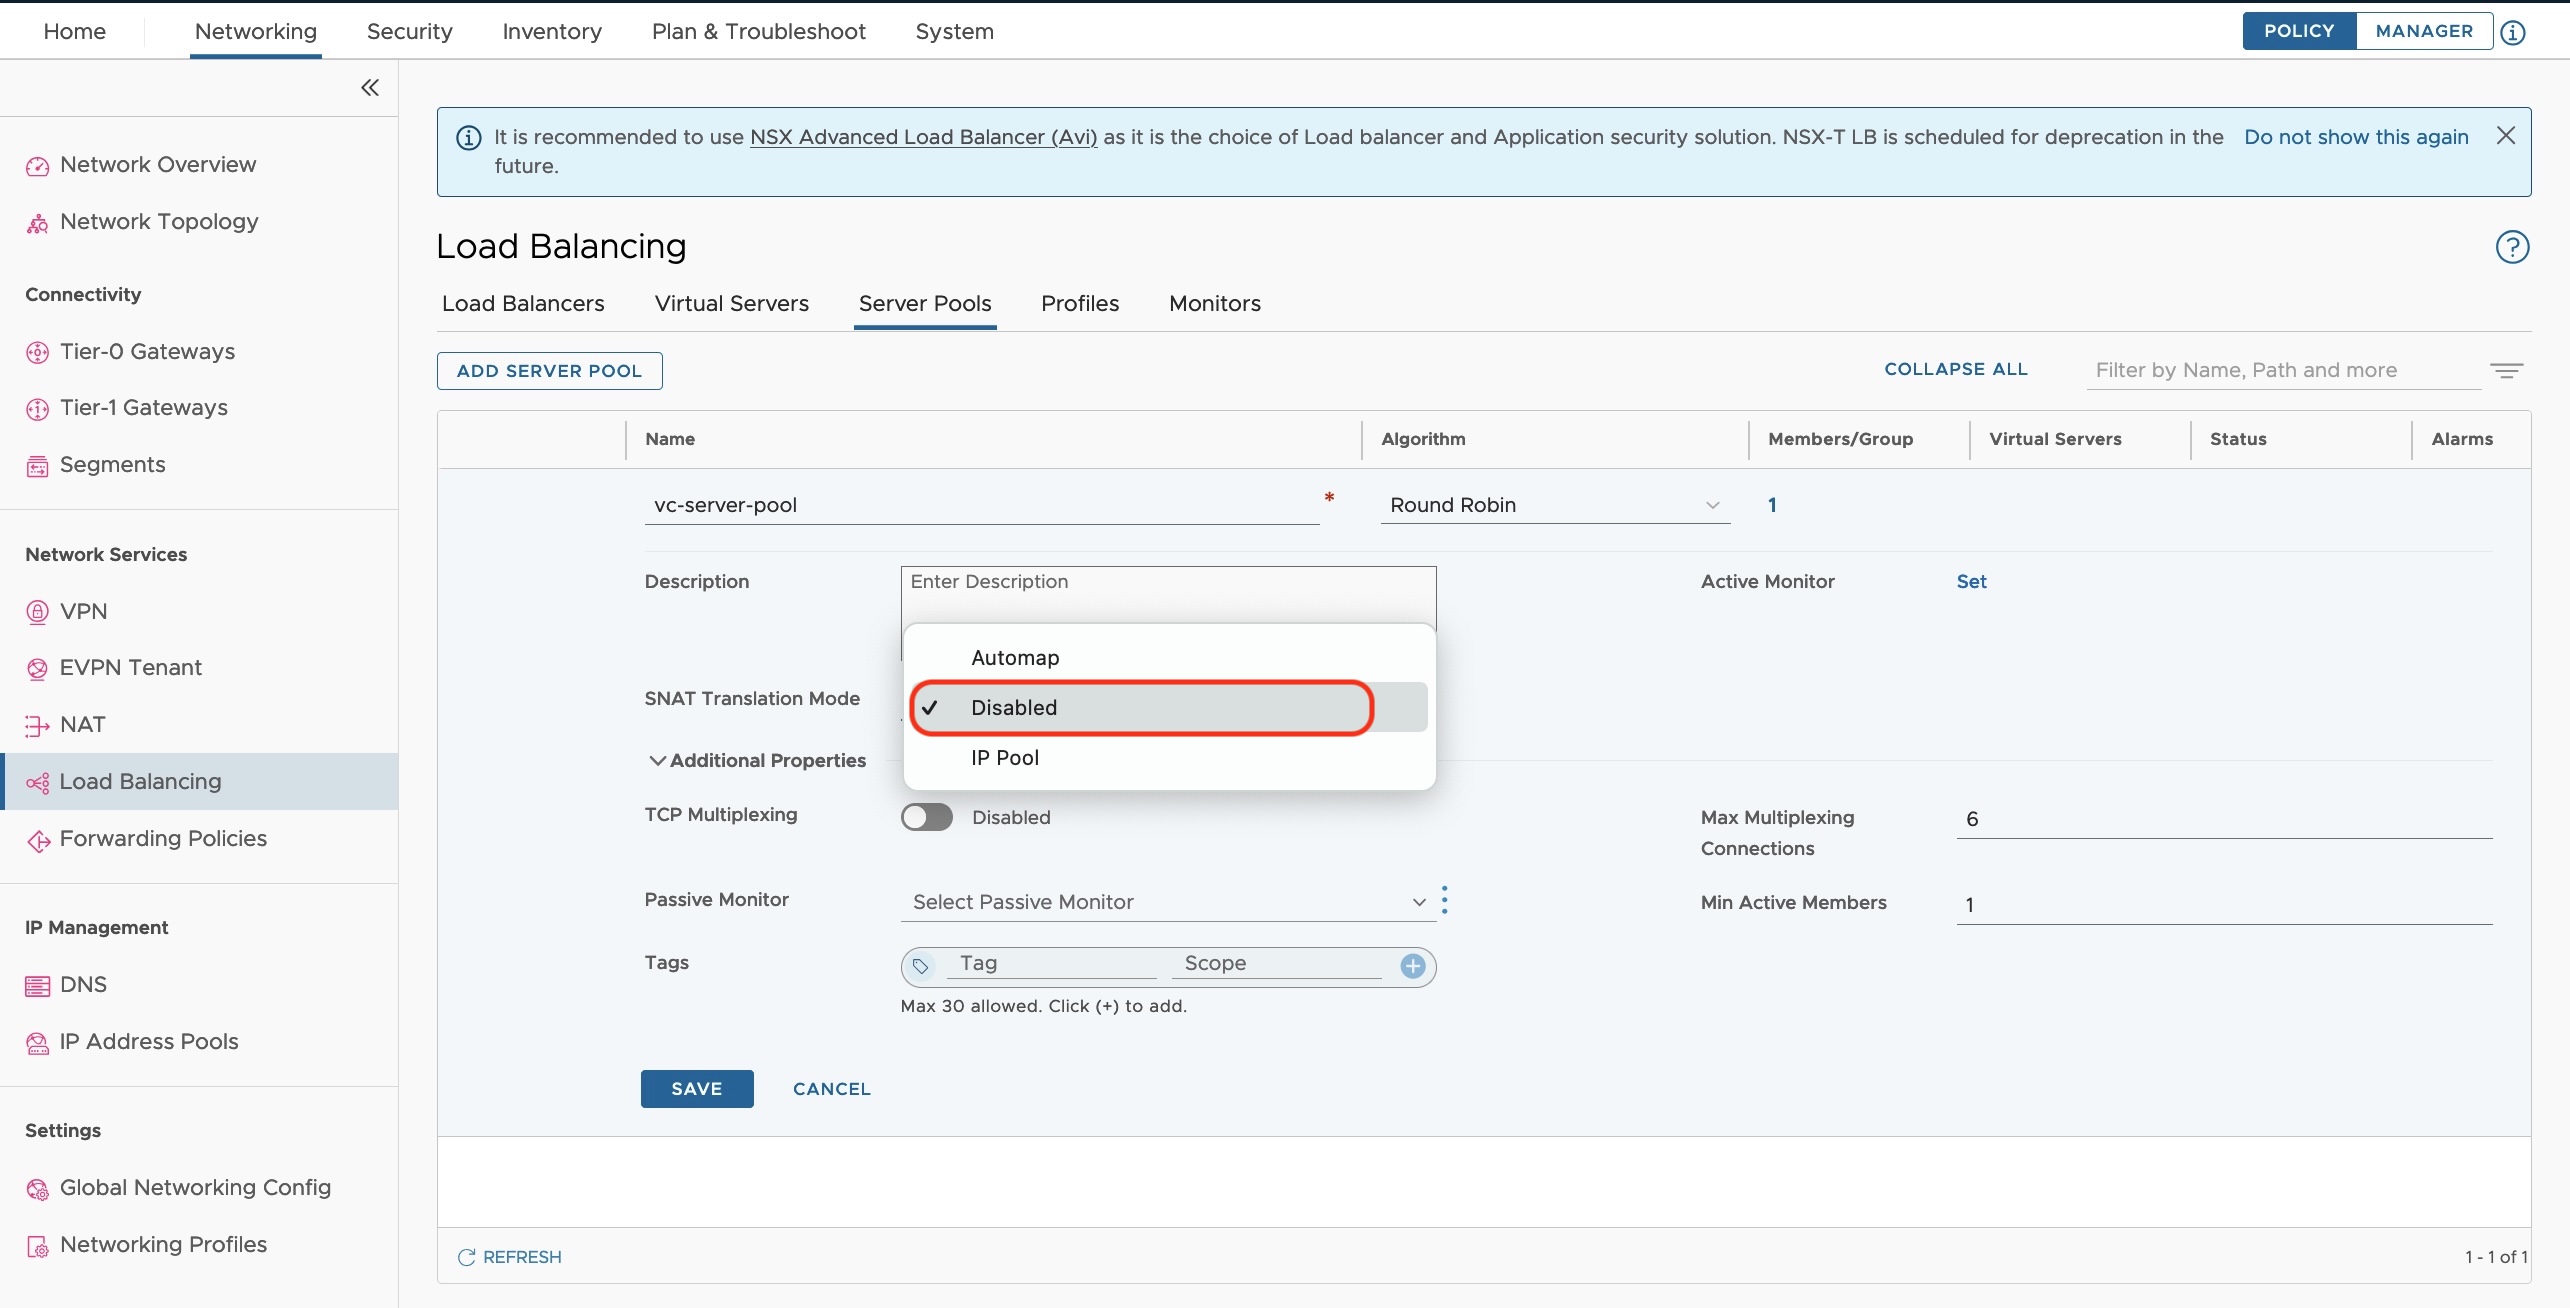 Home Networking Security Inventory Plan & Troubleshoot System POLICY MANAGER
Network Overview
Network Topology
Connectivity
Tier-0 Gateways
Tier-1 Gateways
Segments
Network Services
VPN
EVPN Tenant
NAT
Load Balancing
Forwarding Policies
IP Management
DNS
IP Address Pools
Settings
Global Networking Config
Networking Profiles
It is recommended to use NSX Advanced Load Balancer (Avi) as it is the choice of Load balancer and Application security solution. NSX-T LB is scheduled for deprecation in the Do not show this again
future.
Load Balancing
Load Balancers Virtual Servers Server Pools Profiles Monitors
ADD SERVER POOL COLLAPSE ALL Filter by Name, Path and more
Name Algorithm Members/Group Virtual Servers Status Alarms
vc-server-pool * Round Robin 1
Description Enter Description Active Monitor Set
Automap
SNAT Translation Mode
✓ Disabled
IP Pool
Additional Properties
TCP Multiplexing Disabled Max Multiplexing
Connections 6
Passive Monitor Select Passive Monitor Min Active Members 1
Tags Tag Scope
Max 30 allowed. Click (+) to add.
SAVE CANCEL
REFRESH 1 - 1 of 1